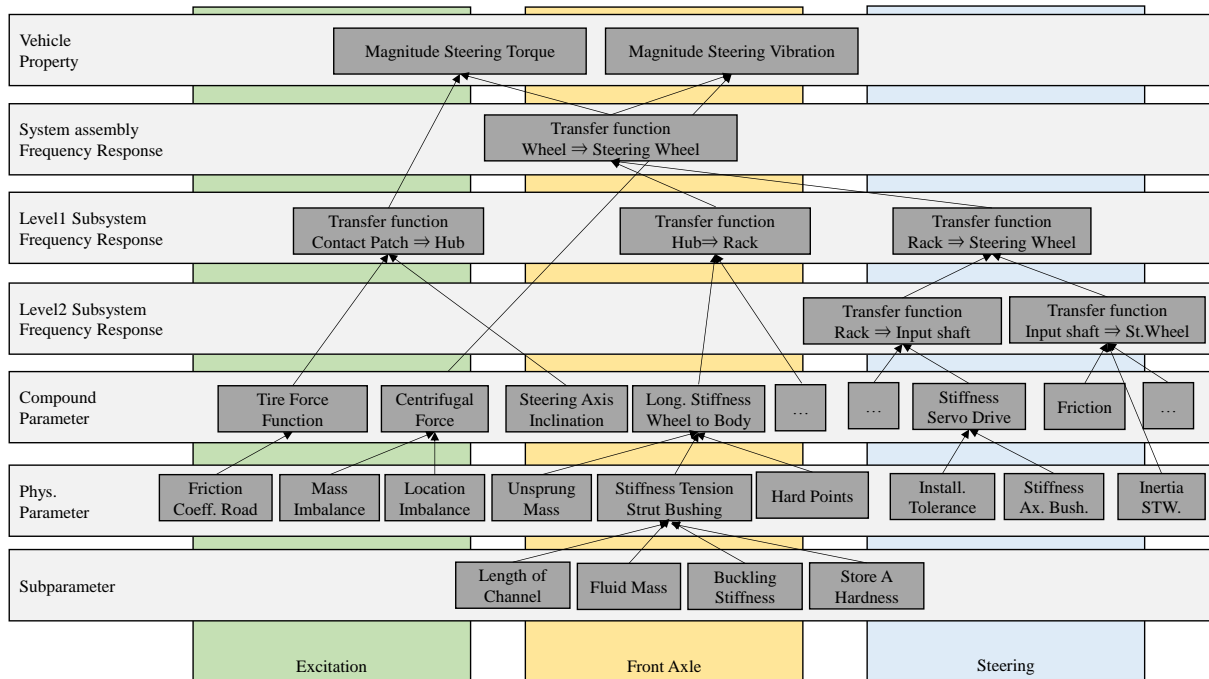 Vehicle
Property
Magnitude Steering Torque
Magnitude Steering Vibration
System assembly
Frequency Response
Transfer function
Wheel ⇒ Steering Wheel
Level1 Subsystem
Frequency Response
Transfer function
Contact Patch ⇒ Hub
Transfer function
Hub⇒ Rack
Transfer function
Rack ⇒ Steering Wheel
Level2 Subsystem
Frequency Response
Transfer function
Rack ⇒ Input shaft
Transfer function
Input shaft ⇒ St.Wheel
Compound
Parameter
Tire Force
Function
Centrifugal
Force
Steering Axis
Inclination
Long. Stiffness
Wheel to Body
…
…
Stiffness
Servo Drive
Friction
…
Phys.
Parameter
Friction
Coeff. Road
Mass
Imbalance
Location
Imbalance
Unsprung
Mass
Stiffness Tension
Strut Bushing
Hard Points
Install.
Tolerance
Stiffness
Ax. Bush.
Inertia
STW.
Subparameter
Length of
Channel
Fluid Mass
Buckling
Stiffness
Store A
Hardness
Excitation
Front Axle
Steering